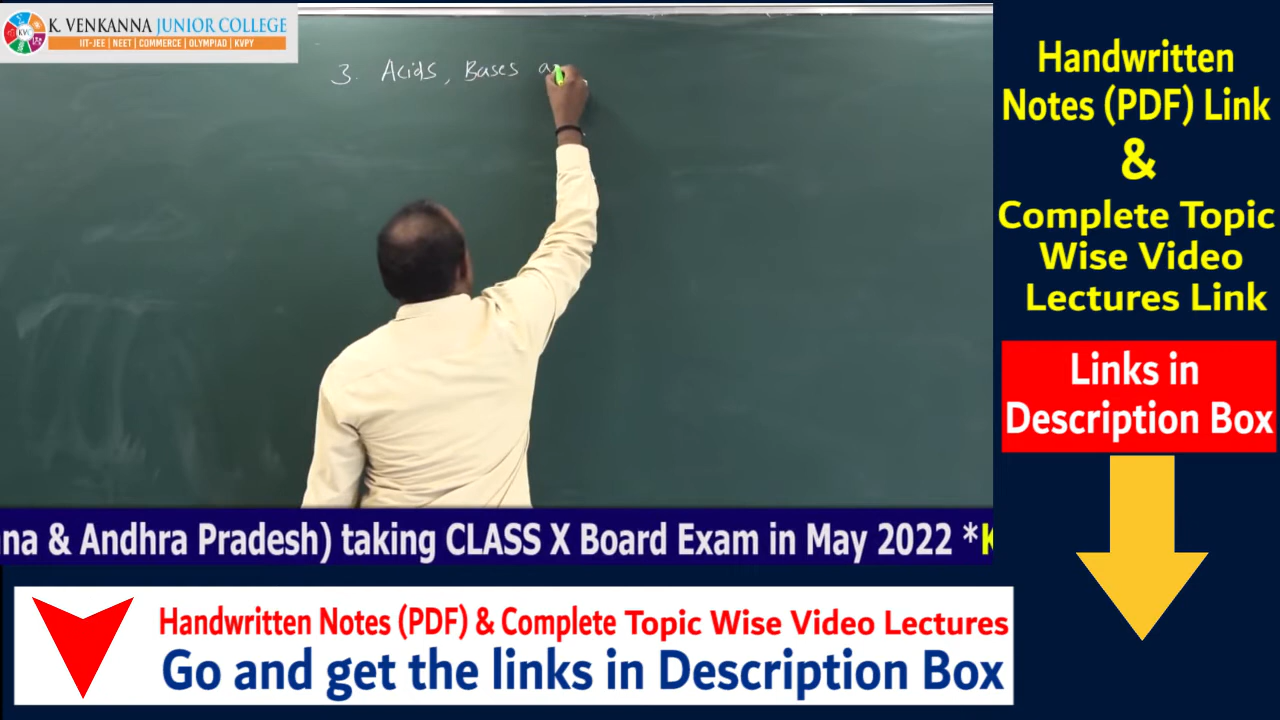 K. VENKANNA JUNIOR COLLEGE
IIT-JEE | NEET | COMMERCE | OLYMPIAD | KVPY
3. Acids, Bases
Handwritten
Notes (PDF) Link
&
Complete Topic
Wise Video
Lectures Link
Links in
Description Box
na & Andhra Pradesh) taking CLASS X Board Exam in May 2022 *K
Handwritten Notes (PDF) & Complete Topic Wise Video Lectures
Go and get the links in Description Box